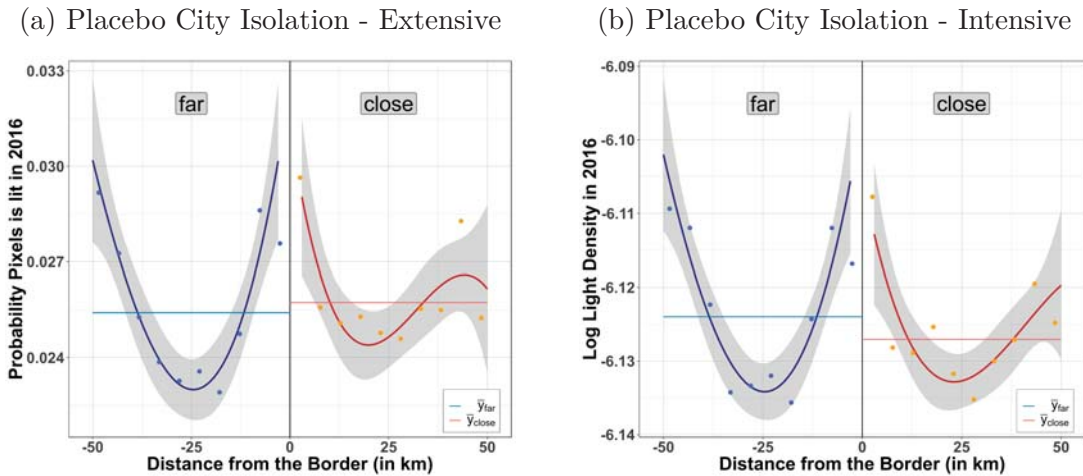 (a) Placebo City Isolation - Extensive
Probability Pixels is lit in 2016
0.033
0.030
0.027
0.024
far
close
ȳfar
ȳclose
-50
-25
0
25
50
Distance from the Border (in km)
(b) Placebo City Isolation - Intensive
Log Light Density in 2016
-6.09
-6.10
-6.11
-6.12
-6.13
-6.14
far
close
ȳfar
ȳclose
-50
-25
0
25
50
Distance from the Border (in km)